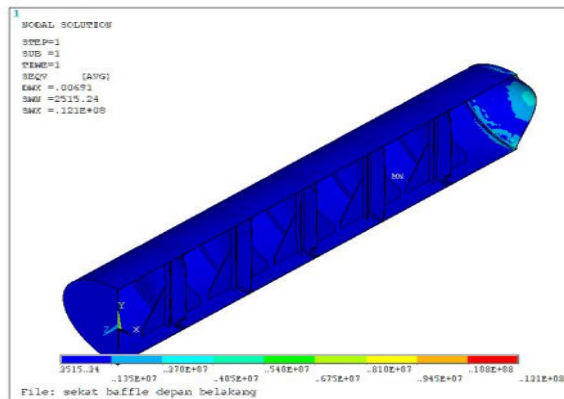 1
NODAL SOLUTION
STEP=1
SUB =1
TIME=1
SEQV (AVG)
DMX =.00691
SMN =2515.24
SMX =.121E+08
MN
Y
Z X
2515.24 .270E+07 .540E+07 .810E+07 .108E+08
.135E+07 .405E+07 .675E+07 .945E+07 .121E+08
File: sekat baffle depan belakang